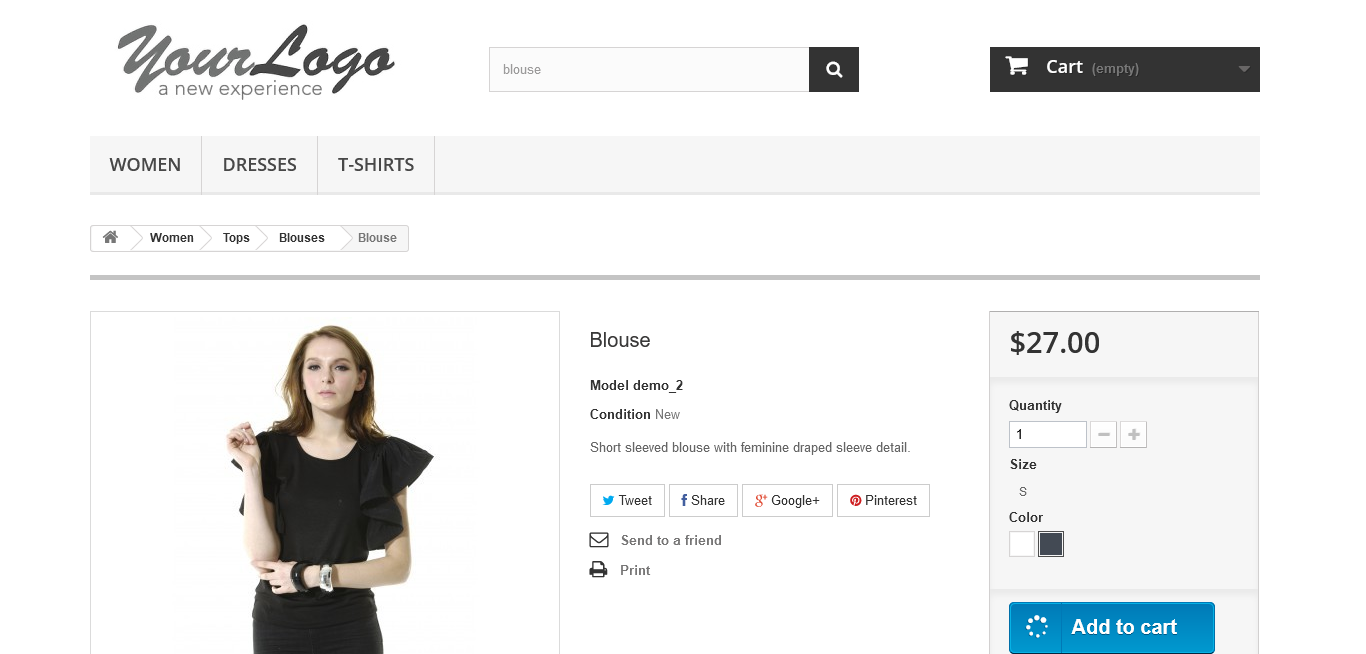 YourLogo
a new experience
blouse
Cart (empty)
WOMEN DRESSES T-SHIRTS
Women Tops Blouses Blouse
Blouse
Model demo_2
Condition New
Short sleeved blouse with feminine draped sleeve detail.
Tweet Share Google+ Pinterest
Send to a friend
Print
$27.00
Quantity
1
Size
S
Color
Add to cart